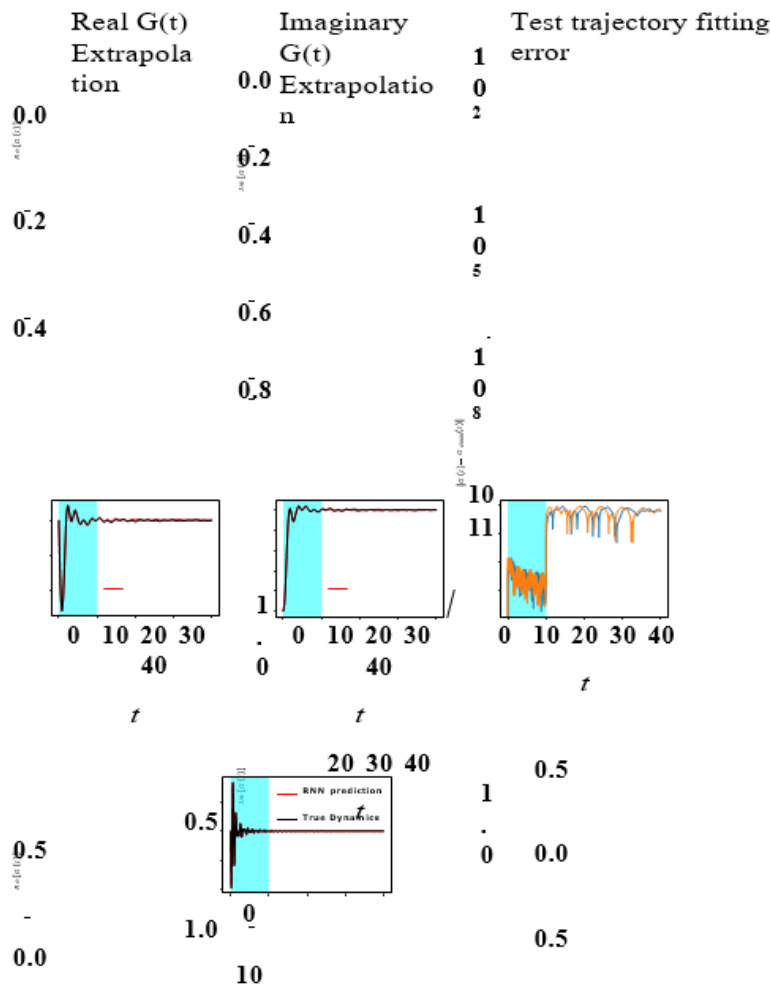 Real G(t)
Extrapola
tion
Imaginary
G(t)
Extrapolatio
n
Test trajectory fitting
error
0.0
-
0.2
-
0.4
0.0
-
0.2
-
0.4
-
0.6
-
0.8
-
1
.
0
1
0
2
1
0
5
-
1
0
8
10
11
0 10 20 30
40
t
0 10 20 30
40
t
/
0 10 20 30 40
t
20 30 40
t
RNN prediction
True Dynamics
0.5
-
1.0
0
-
10
0.5
-
0.0
1
.
0
0.5
0.0
0.5